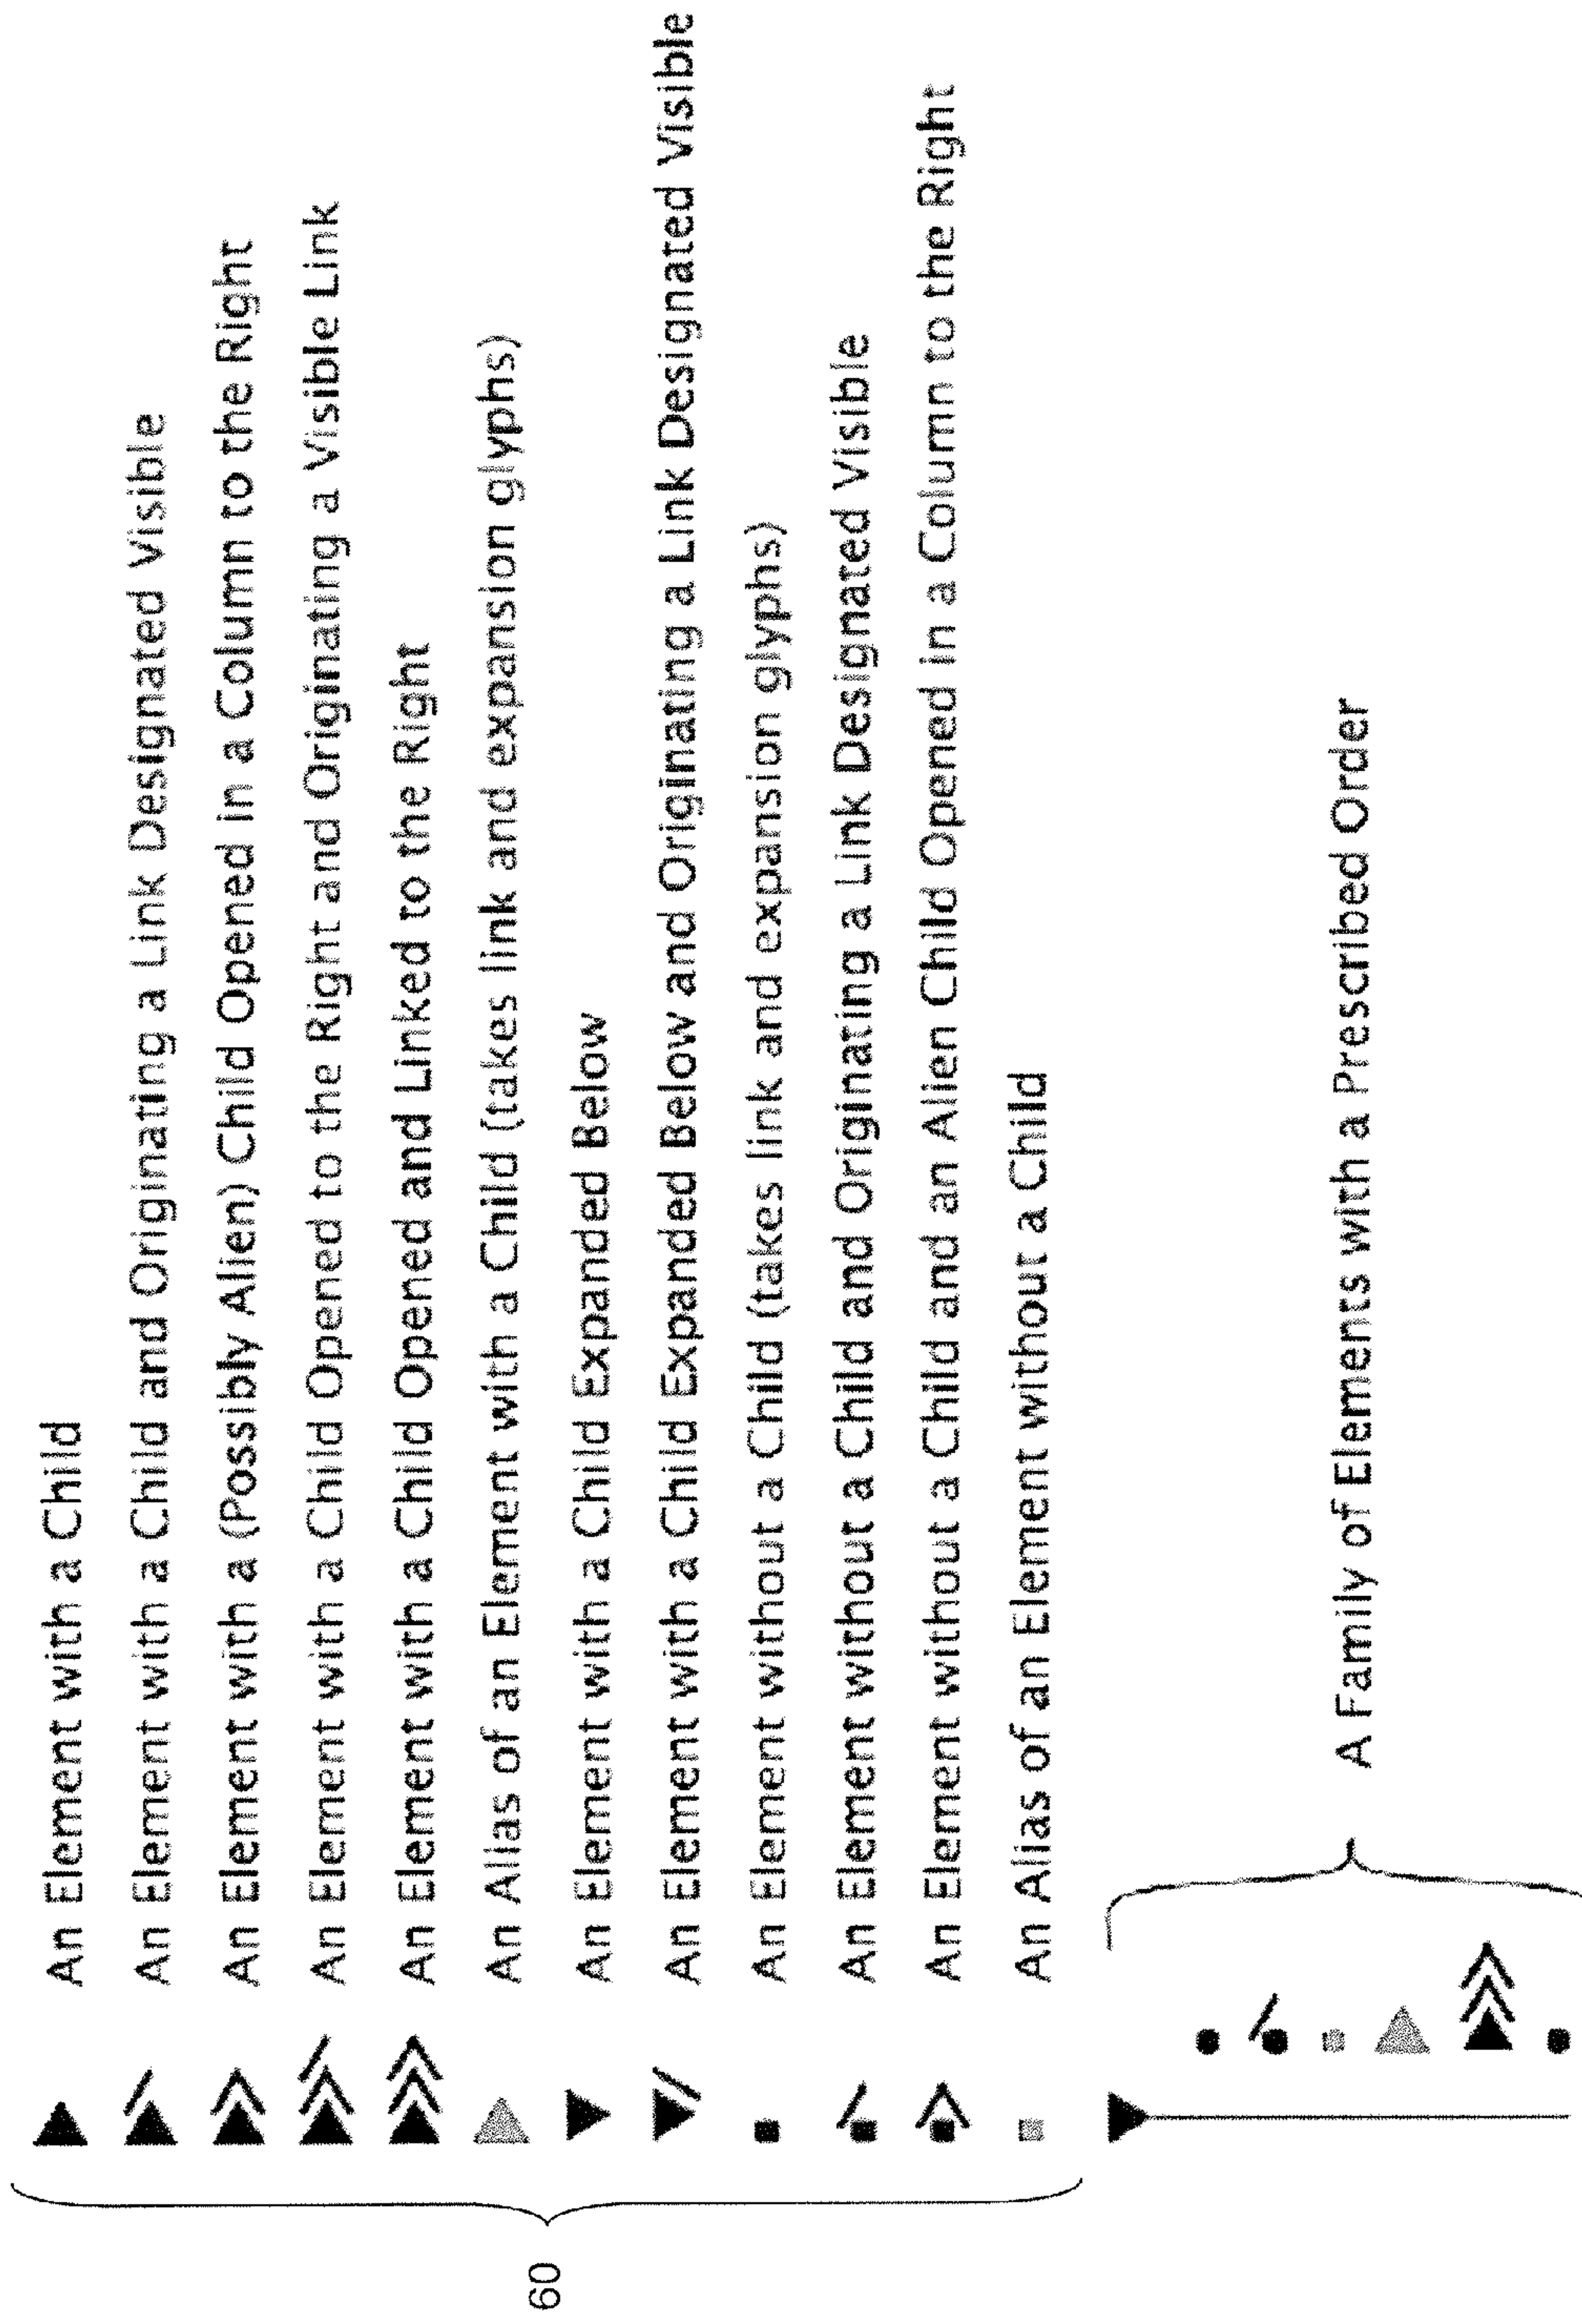 An Element with a Child
An Element with a Child and Originating a Link Designated Visible
An Element with a (Possibly Alien) Child Opened in a Column to the Right
An Element with a Child Opened to the Right and Originating a Visible Link
An Element with a Child Opened and Linked to the Right
An Alias of an Element with a Child (takes link and expansion glyphs)
An Element with a Child Expanded Below
An Element with a Child Expanded Below and Originating a Link Designated Visible
An Element without a Child (takes link and expansion glyphs)
An Element without a Child and Originating a Link Designated Visible
An Element without a Child and an Alien Child Opened in a Column to the Right
An Alias of an Element without a Child
60
A Family of Elements with a Prescribed Order